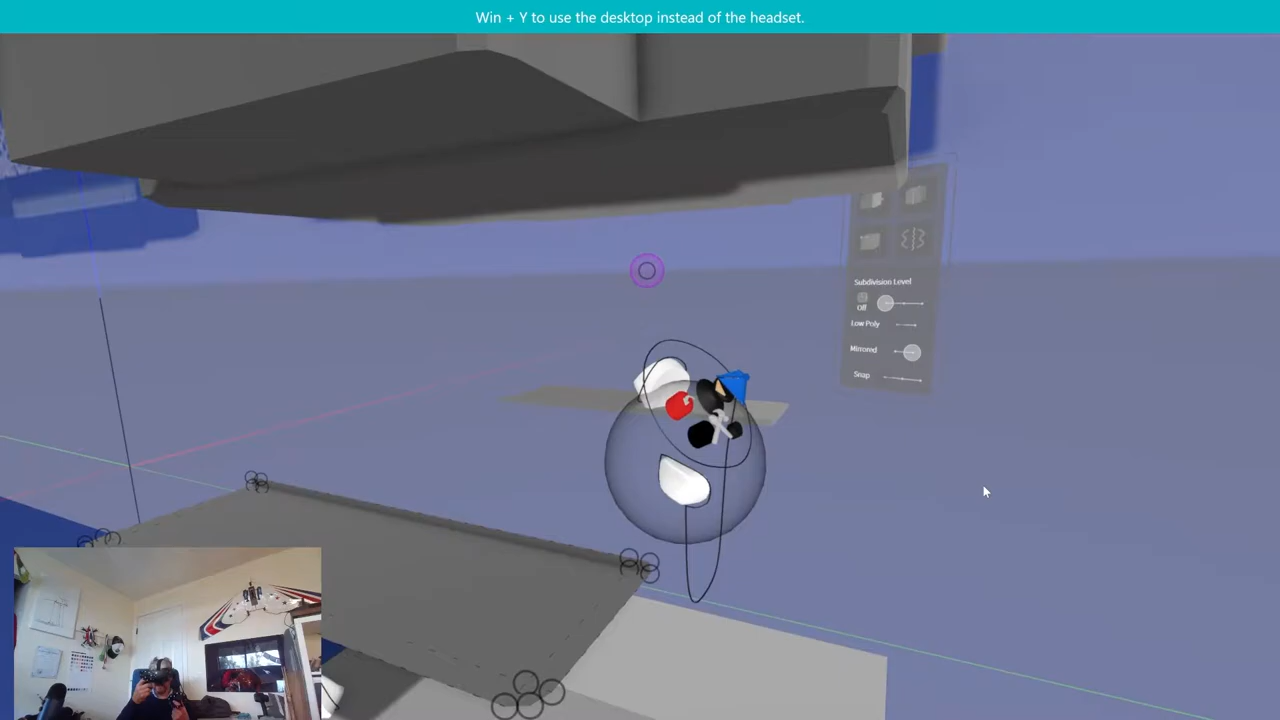 Win + Y to use the desktop instead of the headset.
Subdivision Level
Off
Low Poly
Mirrored
Snap